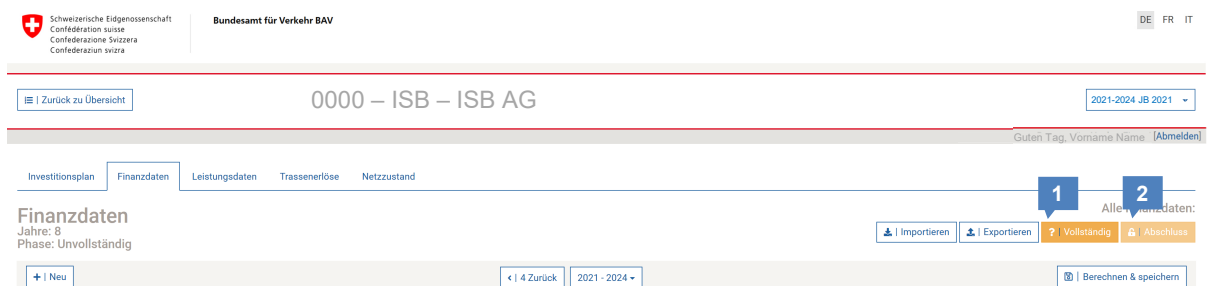 Schweizerische Eidgenossenschaft
Confédération suisse
Confederazione Svizzera
Confederaziun svizra
Bundesamt für Verkehr BAV
DE FR IT
| Zurück zu Übersicht
0000 – ISB – ISB AG
2021-2024 JB 2021
Guten Tag, Vorname Name [Abmelden]
Investitionsplan Finanzdaten Leistungsdaten Trassenerlöse Netzzustand
1 2
Finanzdaten
Jahre: 8
Phase: Unvollständig
Alle Finanzdaten:
| Importieren | Exportieren ? | Vollständig | Abschluss
+ | Neu
‹ | 4 Zurück 2021 - 2024
| Berechnen & speichern